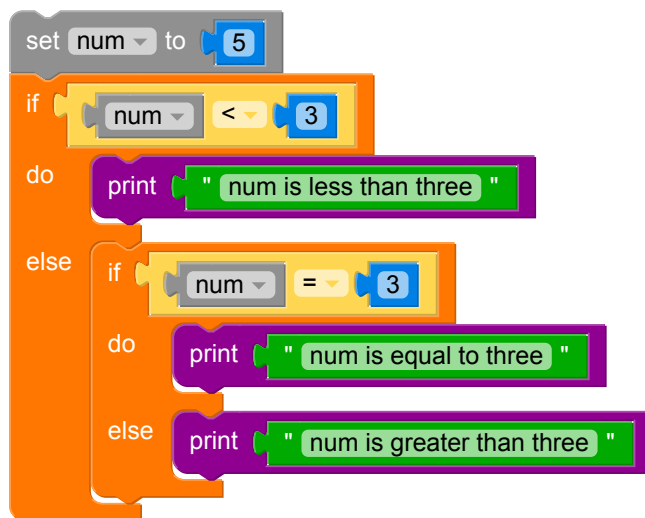 set num to 5
if num < 3
do print " num is less than three "
else if num = 3
do print " num is equal to three "
else print " num is greater than three "